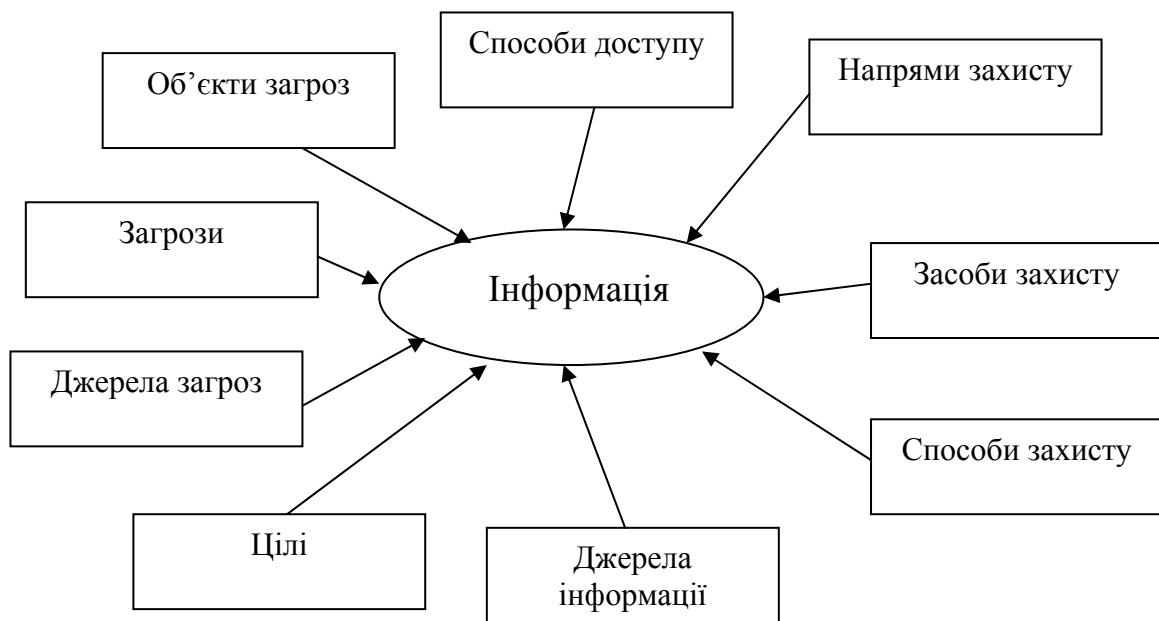 Способи доступу
Об’єкти загроз
Напрями захисту
Загрози
Інформація
Засоби захисту
Джерела загроз
Способи захисту
Цілі
Джерела
інформації